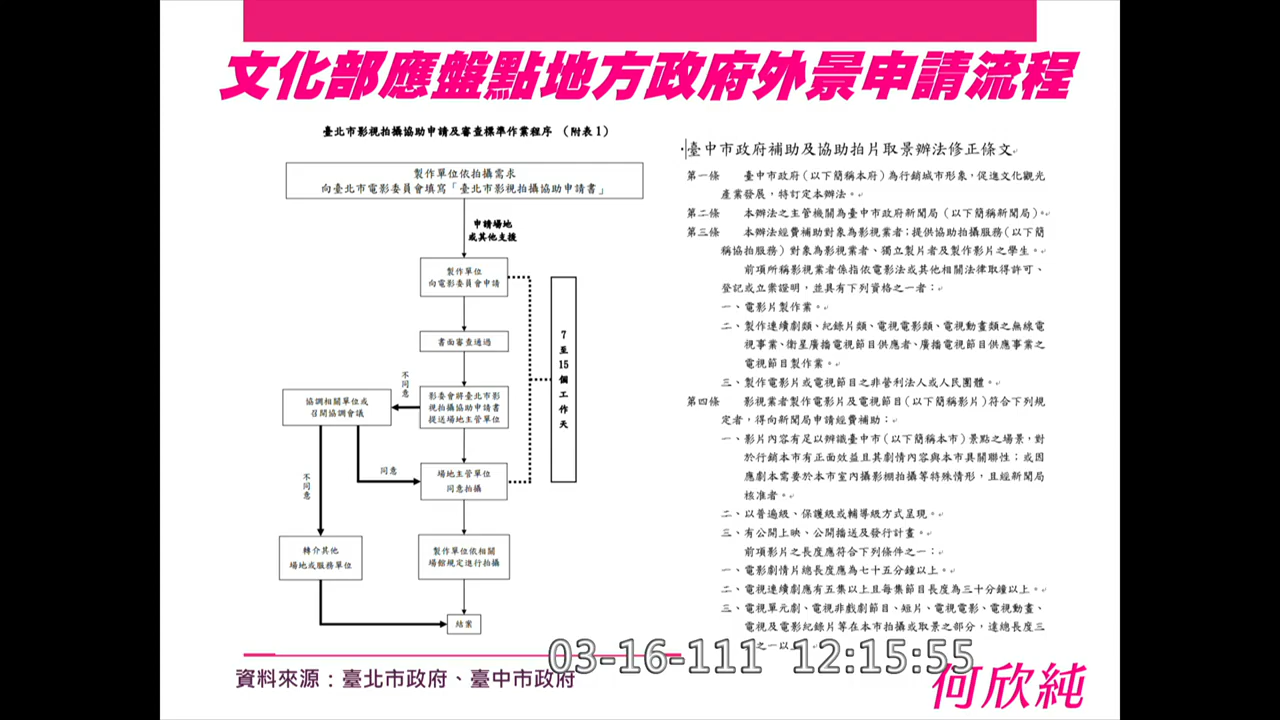 文化部應盤點地方政府外景申請流程
臺北市影視拍攝協助申請及審查標準作業程序 （附表1）
製作單位依拍攝需求
向臺北市電影委員會填寫「臺北市影視拍攝協助申請書」
申請場地
或其他支援
製作單位
向電影委員會申請
書面審查通過
影委會將臺北市影
視拍攝協助申請書
提送場地主管單位
不同意
協調相關單位或
召開協調會議
同意
不同意
場地主管單位
同意拍攝
7
至
15
個
工
作
天
轉介其他
場地或服務單位
製作單位依相關
場館規定進行拍攝
結案
臺中市政府補助及協助拍片取景辦法修正條文
第一條 臺中市政府（以下簡稱本府）為行銷城市形象，促進文化觀光
產業發展，特訂定本辦法。
第二條 本辦法之主管機關為臺中市政府新聞局（以下簡稱新聞局）。
第三條 本辦法經費補助對象為影視業者；提供協助拍攝服務（以下簡
稱協拍服務）對象為影視業者、獨立製片者及製作影片之學生。
前項所稱影視業者係指依電影法或其他相關法律取得許可、
登記或立案證明，並具有下列資格之一者：
一、電影片製作業。
二、製作連續劇類、紀錄片類、電視電影類、電視動畫類之無線電
視事業、衛星廣播電視節目供應者、廣播電視節目供應事業之
電視節目製作業。
三、製作電影片或電視節目之非營利法人或人民團體。
第四條 影視業者製作電影片及電視節目（以下簡稱影片）符合下列規
定者，得向新聞局申請經費補助：
一、影片內容有足以辨識臺中市（以下簡稱本市）景點之場景，對
於行銷本市有正面效益且其劇情內容與本市具關聯性；或因
應劇本需要於本市室內攝影棚拍攝等特殊情形，且經新聞局
核准者。
二、以普遍級、保護級或輔導級方式呈現。
三、有公開上映、公開播送及發行計畫。
前項影片之長度應符合下列條件之一：
一、電影劇情片總長度應為七十五分鐘以上。
二、電視連續劇應有五集以上且每集節目長度為三十分鐘以上。
三、電視單元劇、電視非戲劇節目、短片、電視電影、電視動畫、
電視及電影紀錄片等在本市拍攝或取景之部分，達總長度三
之一以上
03-16-111 12:15:55
資料來源：臺北市政府、臺中市政府
何欣純